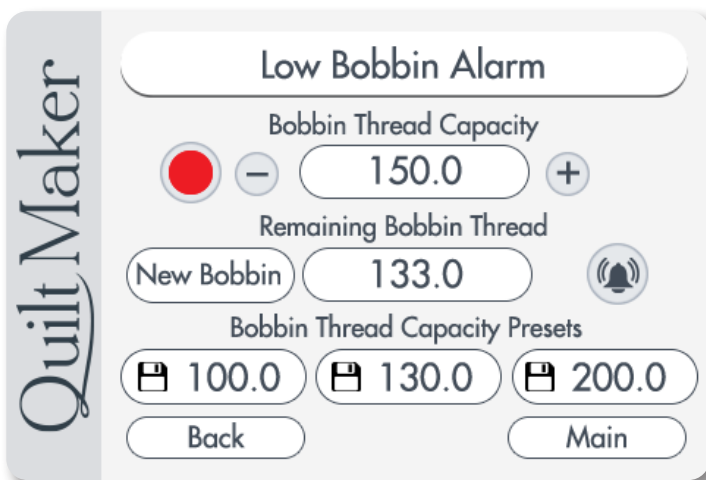 Quilt Maker
Low Bobbin Alarm
Bobbin Thread Capacity
− 150.0 +
Remaining Bobbin Thread
New Bobbin 133.0
Bobbin Thread Capacity Presets
100.0 130.0 200.0
Back Main